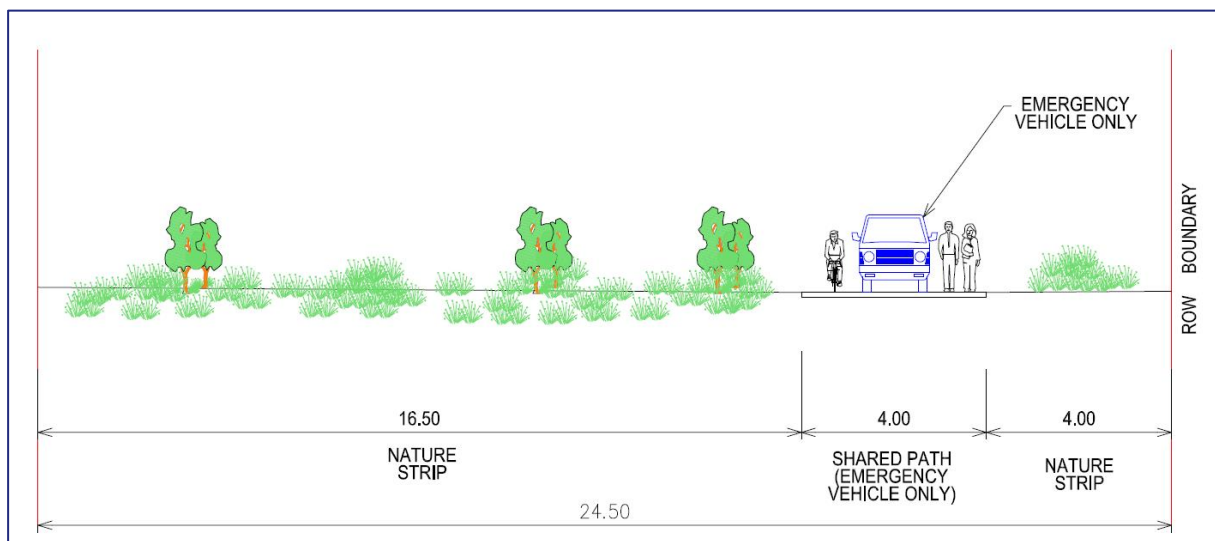 EMERGENCY
VEHICLE ONLY
ROW BOUNDARY
16.50
4.00
4.00
NATURE
STRIP
SHARED PATH
(EMERGENCY
VEHICLE ONLY)
NATURE
STRIP
24.50